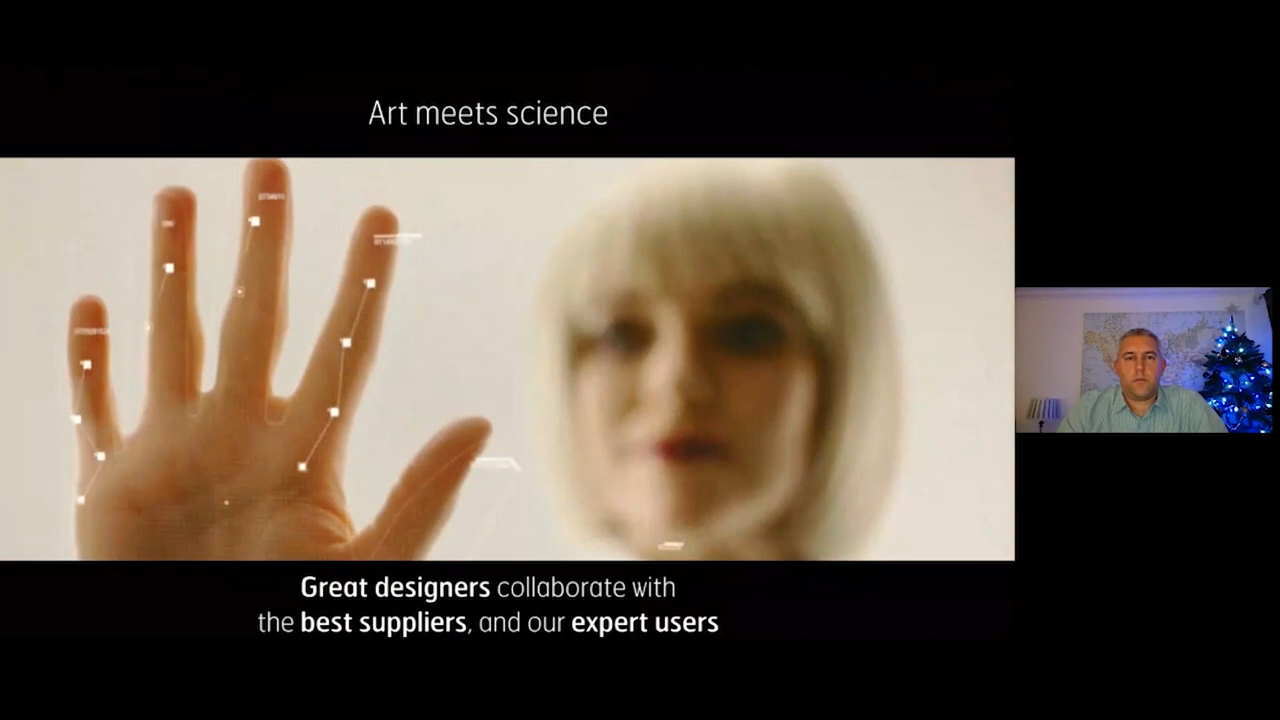 Art meets science
Great designers collaborate with
the best suppliers, and our expert users